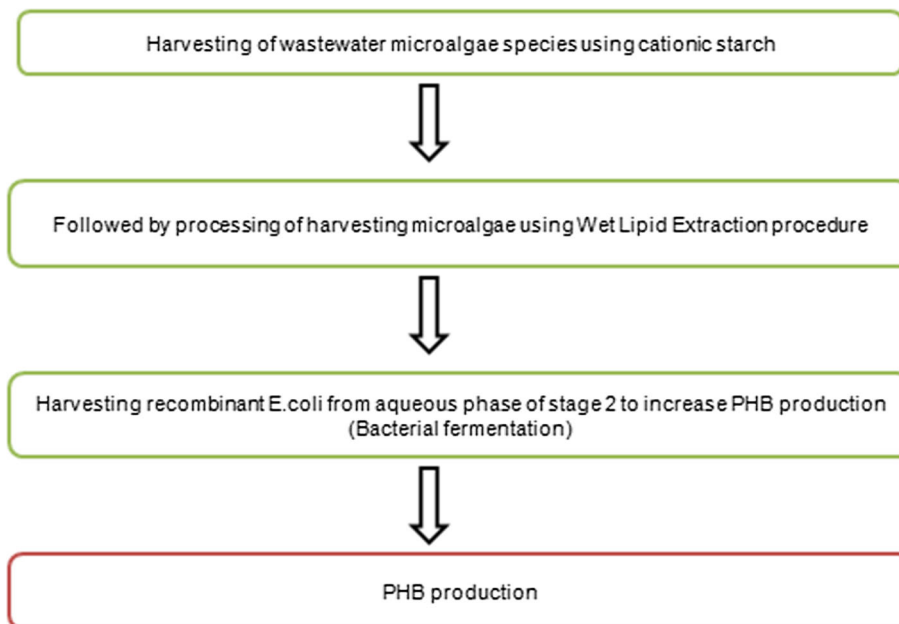 Harvesting of wastewater microalgae species using cationic starch
Followed by processing of harvesting microalgae using Wet Lipid Extraction procedure
Harvesting recombinant E.coli from aqueous phase of stage 2 to increase PHB production
(Bacterial fermentation)
PHB production